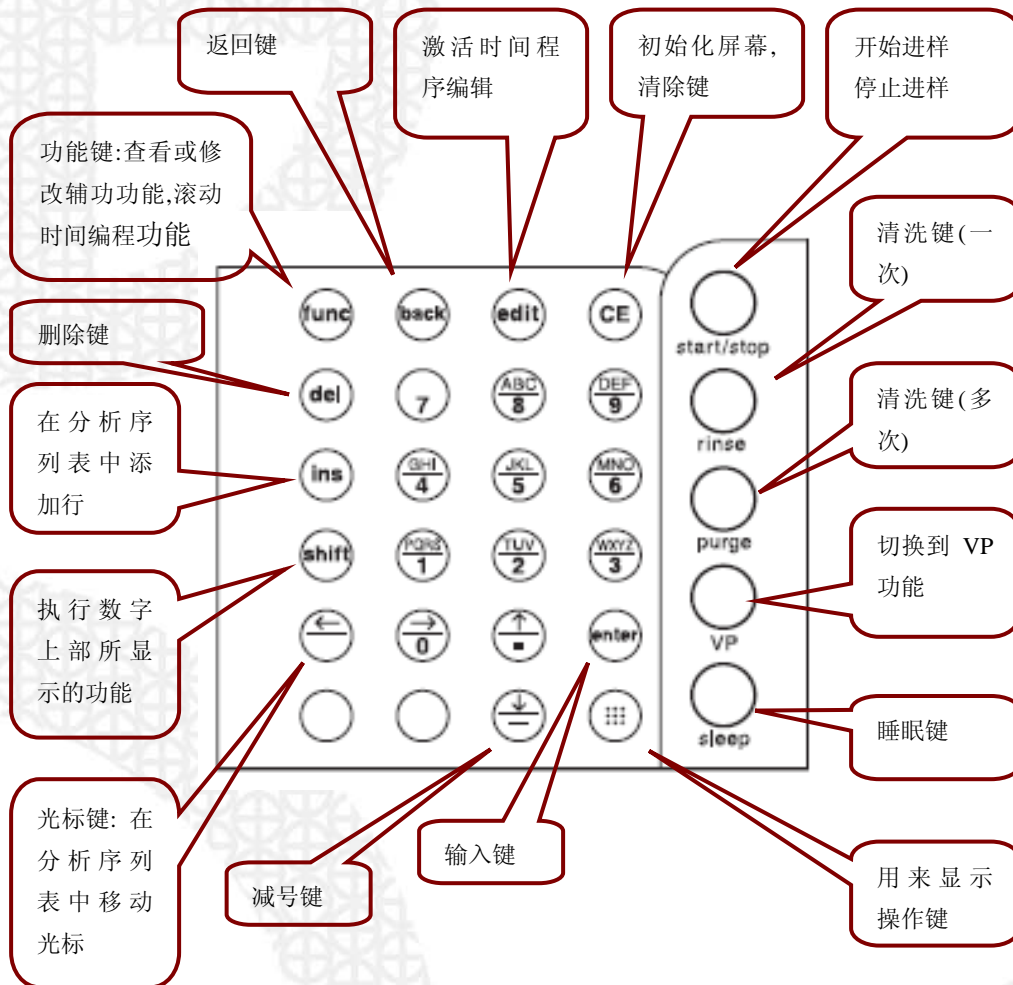 返回键
激活时间程
序编辑
初始化屏幕,
清除键
开始进样
停止进样
功能键:查看或修
改辅功功能,滚动
时间编程功能
清洗键(一
次)
删除键
清洗键(多
次)
在分析序
列表中添
加行
切换到 VP
功能
执行数字
上部所显
示的功能
睡眠键
光标键: 在
分析序列
表中移动
光标
减号键
输入键
用来显示
操作键
func back edit CE
del 7 ABC 8 DEF 9
ins GHI 4 JKL 5 MNO 6
shift PQRS 1 TUV 2 WXYZ 3
← → 0 ↑ ▪ enter
↓ —
start/stop
rinse
purge
VP
sleep